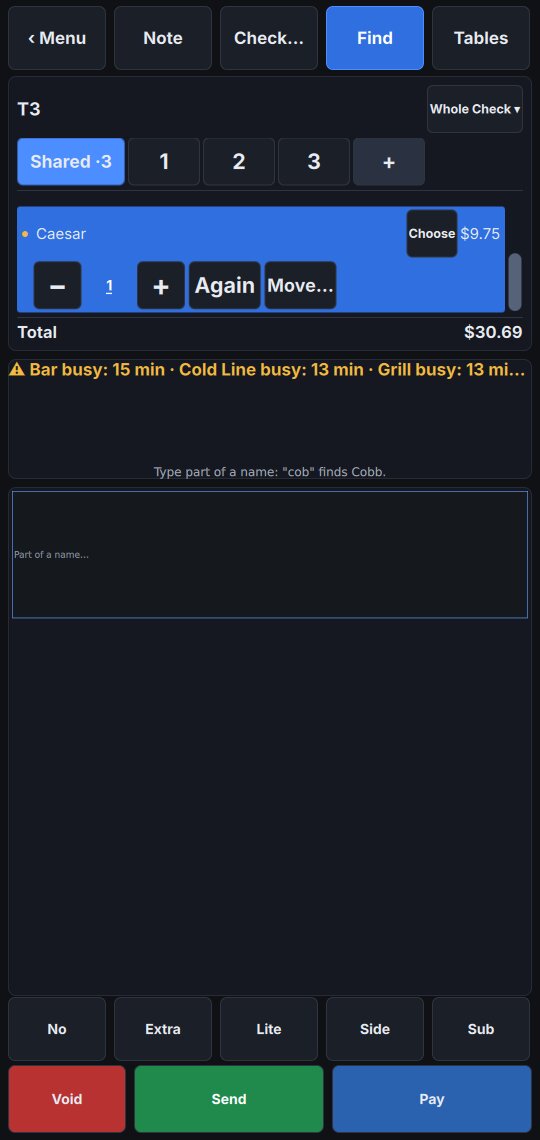 ‹ Menu Note Check... Find Tables
T3 Whole Check ▾
Shared ·3 1 2 3 +
• Caesar Choose $9.75
− 1 + Again Move...
Total $30.69
⚠ Bar busy: 15 min · Cold Line busy: 13 min · Grill busy: 13 mi...
Type part of a name: "cob" finds Cobb.
Part of a name...
No Extra Lite Side Sub
Void Send Pay